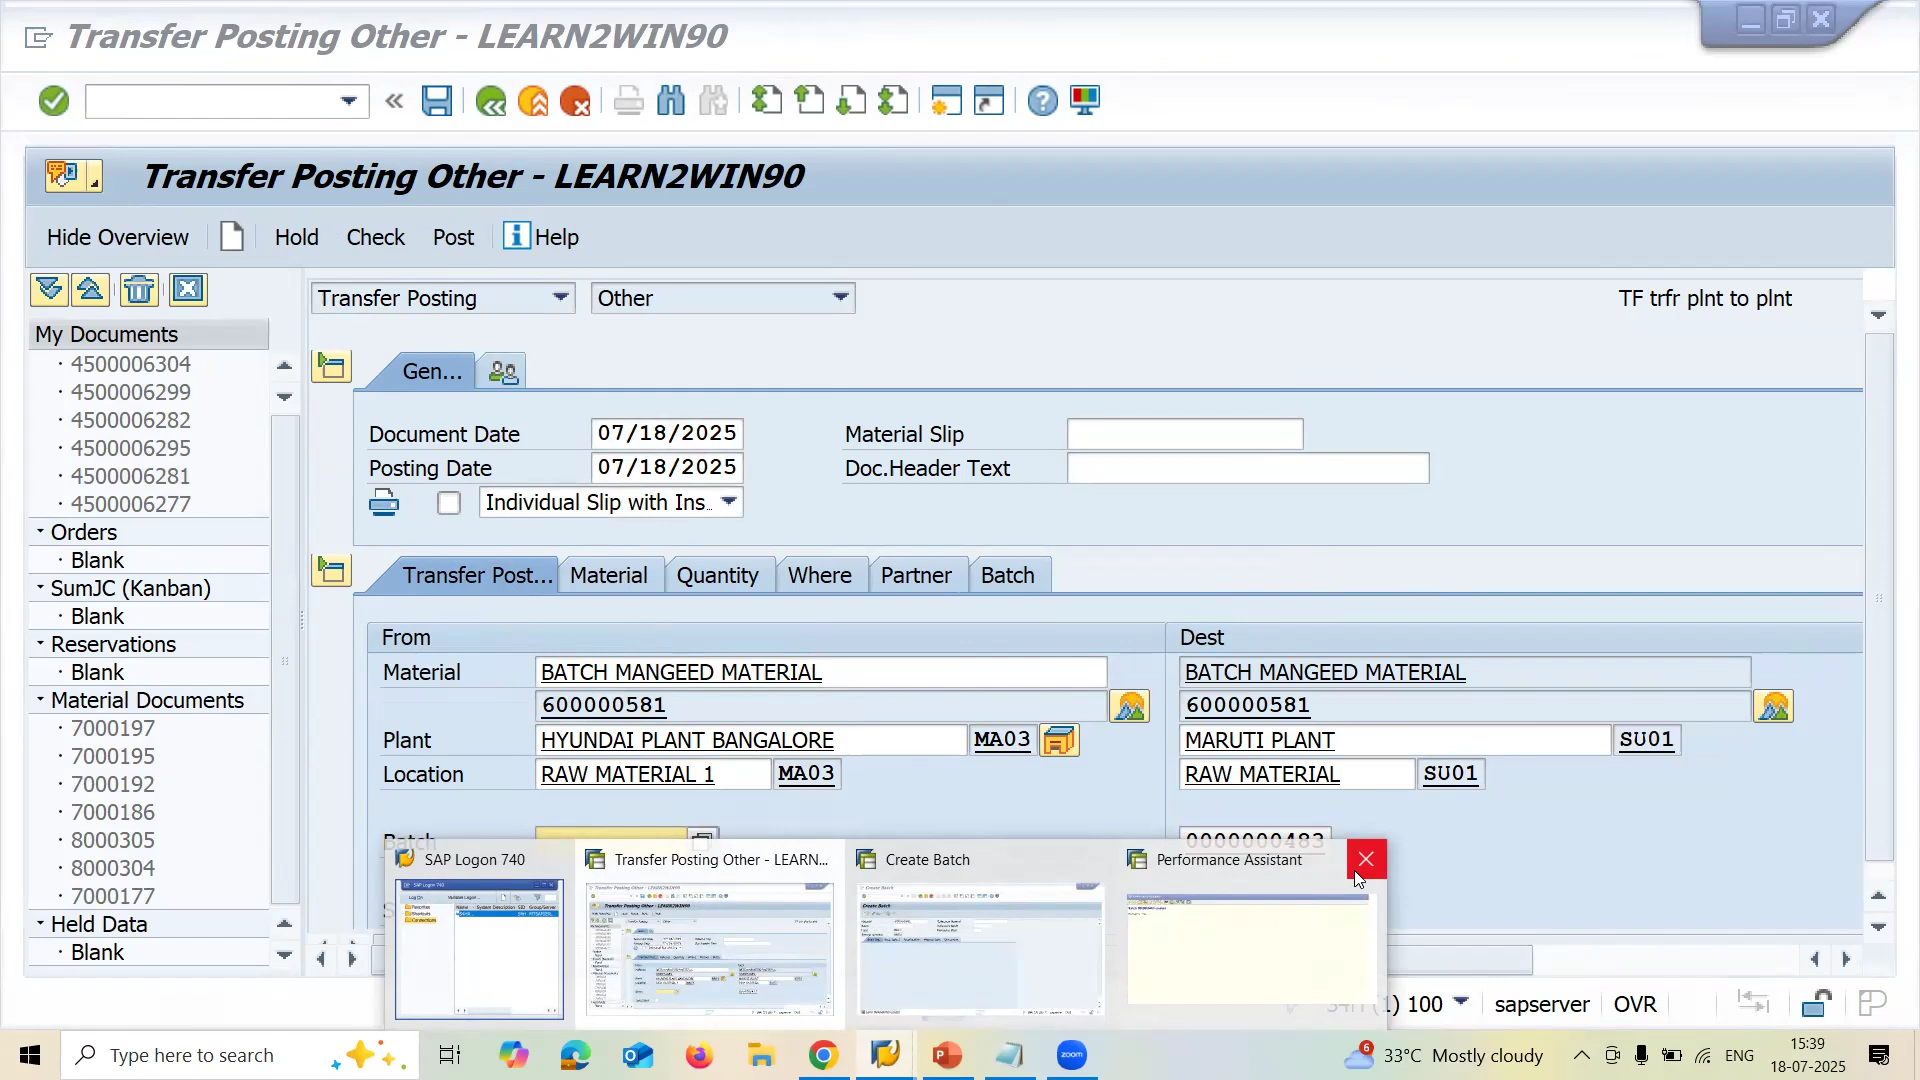 Transfer Posting Other - LEARN2WIN90
Transfer Posting Other - LEARN2WIN90
Hide Overview Hold Check Post Help
Transfer Posting Other TF trfr plnt to plnt
My Documents
4500006304
4500006299
4500006282
4500006295
4500006281
4500006277
Orders
Blank
SumJC (Kanban)
Blank
Reservations
Blank
Material Documents
7000197
7000195
7000192
7000186
8000305
8000304
7000177
Held Data
Blank
Gen...
Document Date 07/18/2025 Material Slip
Posting Date 07/18/2025 Doc.Header Text
Individual Slip with Ins..
Transfer Post... Material Quantity Where Partner Batch
From Dest
Material BATCH MANGEED MATERIAL BATCH MANGEED MATERIAL
600000581 600000581
Plant HYUNDAI PLANT BANGALORE MA03 MARUTI PLANT SU01
Location RAW MATERIAL 1 MA03 RAW MATERIAL SU01
Batch 0000000483
SAP Logon 740 Transfer Posting Other - LEARN... Create Batch Performance Assistant
100 sapserver OVR
Type here to search
zoom
6 33°C Mostly cloudy ENG 15:39
18-07-2025